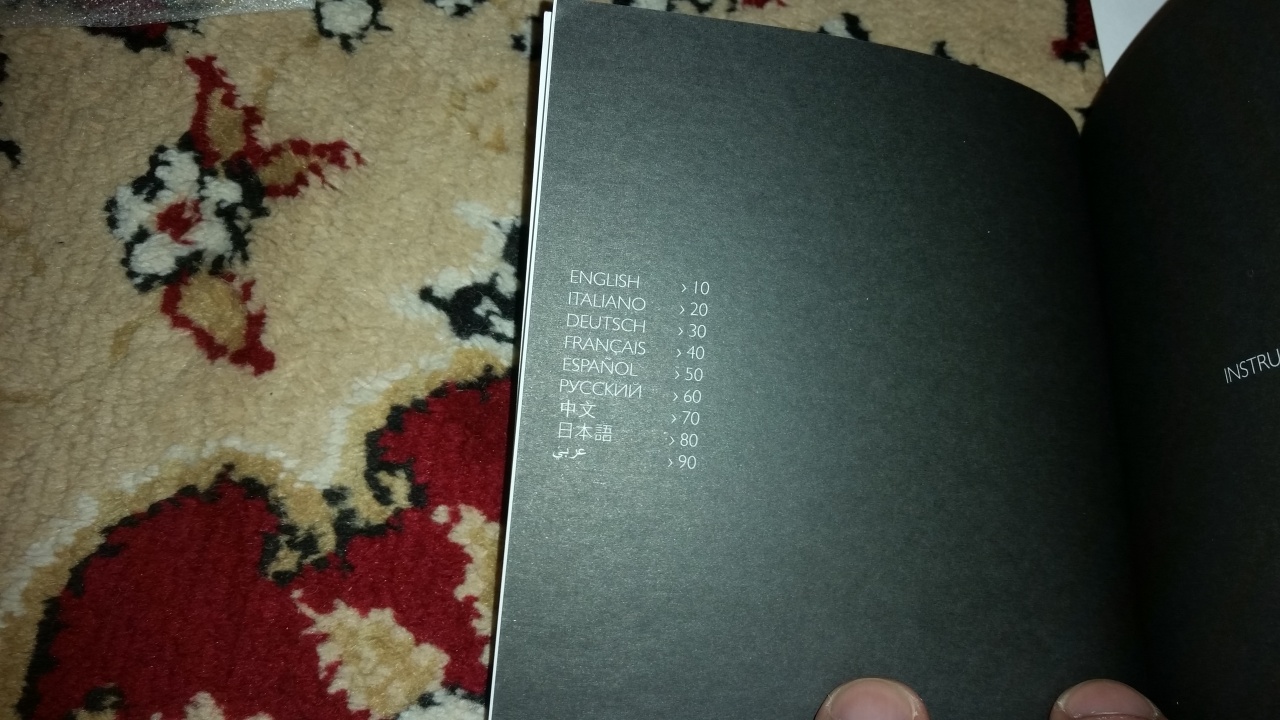 ENGLISH › 10
ITALIANO › 20
DEUTSCH › 30
FRANÇAIS › 40
ESPAÑOL › 50
РУССКИЙ › 60
中文 › 70
日本語 › 80
عربي › 90
INSTRU